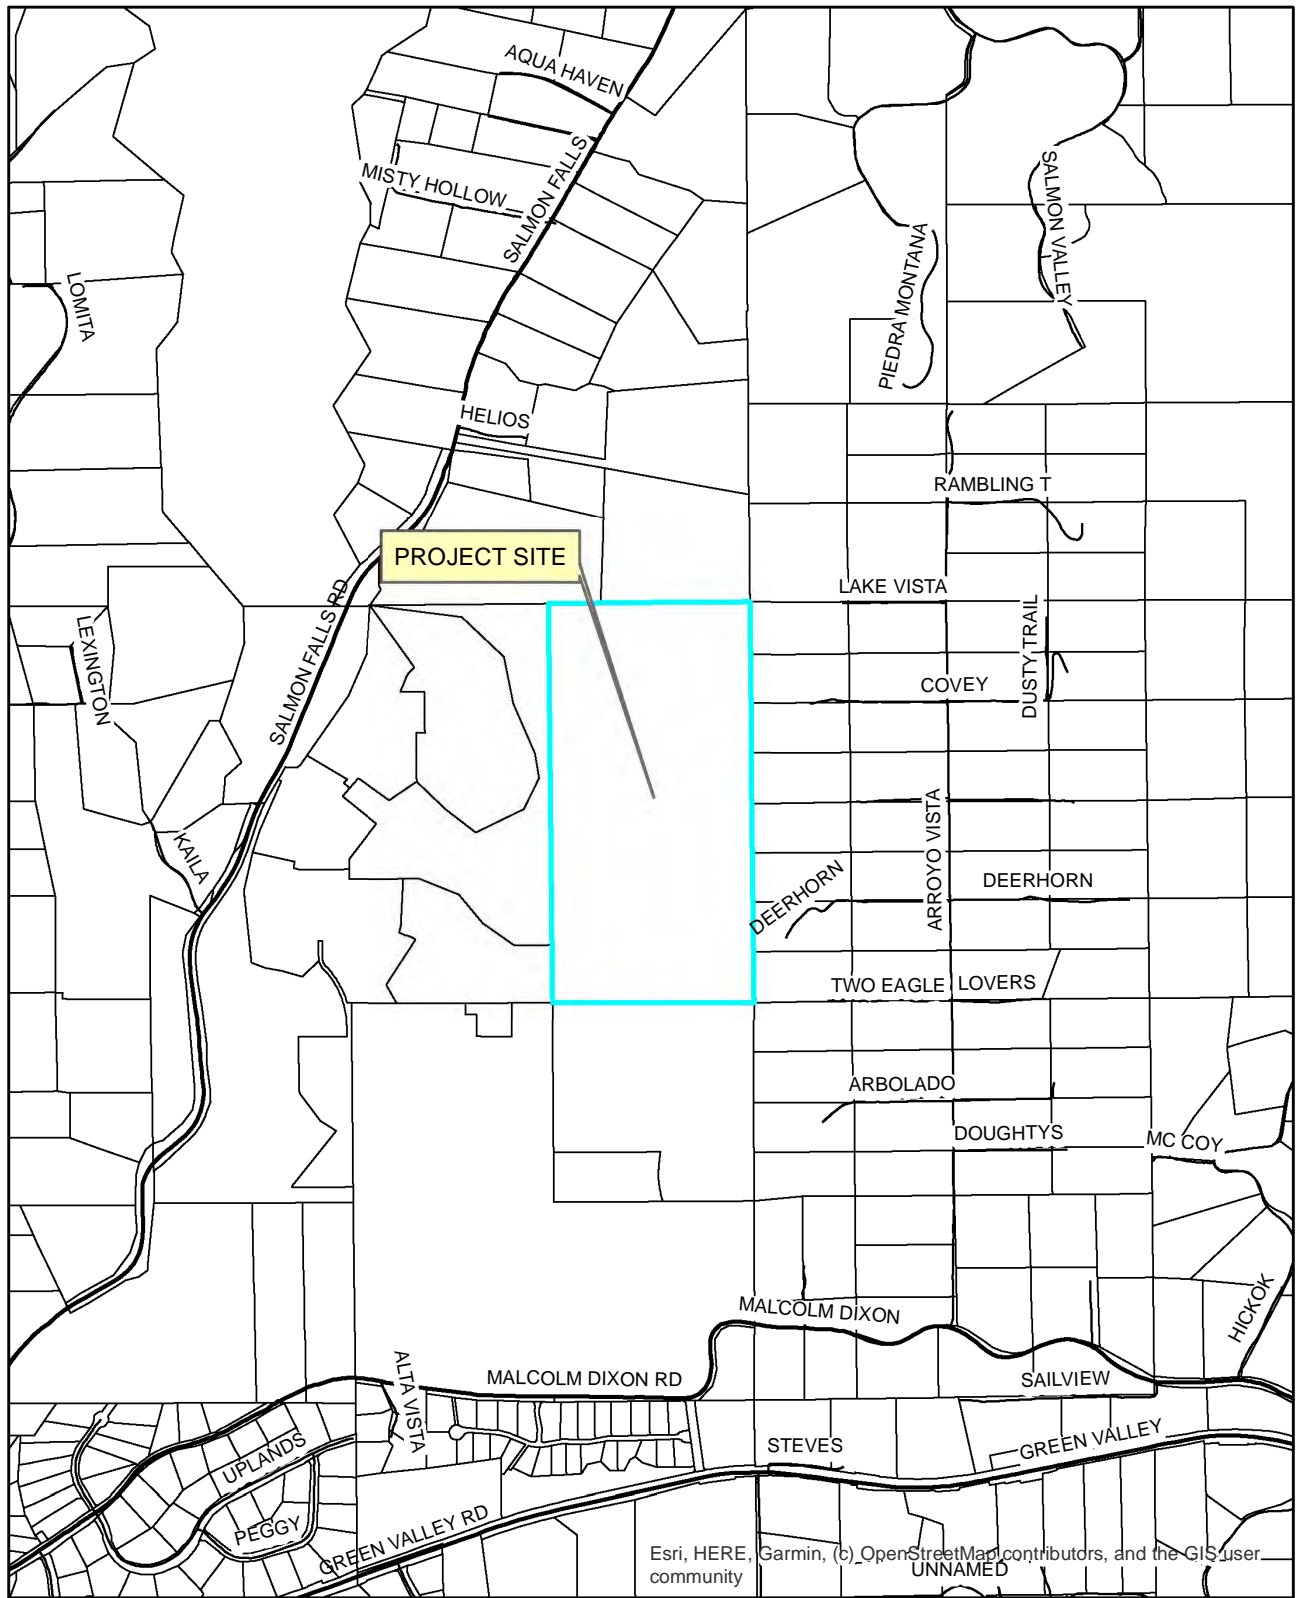 AQUA HAVEN
SALMON FALLS
MISTY HOLLOW
SALMON VALLEY
PIEDRA MONTANA
LOMITA
HELIOS
RAMBLING T
PROJECT SITE
LAKE VISTA
SALMON FALLS RD
LEXINGTON
DUSTY TRAIL
COVEY
ARROYO VISTA
KAILA
DEERHORN
DEERHORN
TWO EAGLE LOVERS
ARBOLADO
DOUGHTYS
MC COY
HICKOK
MALCOLM DIXON
MALCOLM DIXON RD
ALTA VISTA
SAILVIEW
UPLANDS
STEVES
GREEN VALLEY
PEGGY
GREEN VALLEY RD
Esri, HERE, Garmin, (c) OpenStreetMap contributors, and the GIS user
community
UNNAMED